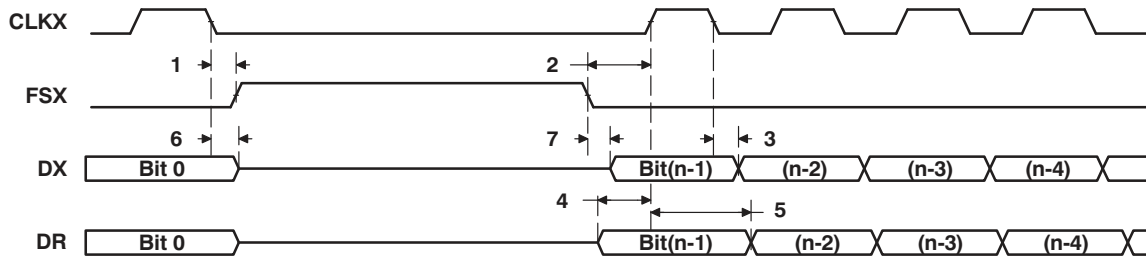 CLKX
1 2
FSX
6 7 3
DX Bit 0 Bit(n-1) (n-2) (n-3) (n-4)
4 5
DR Bit 0 Bit(n-1) (n-2) (n-3) (n-4)